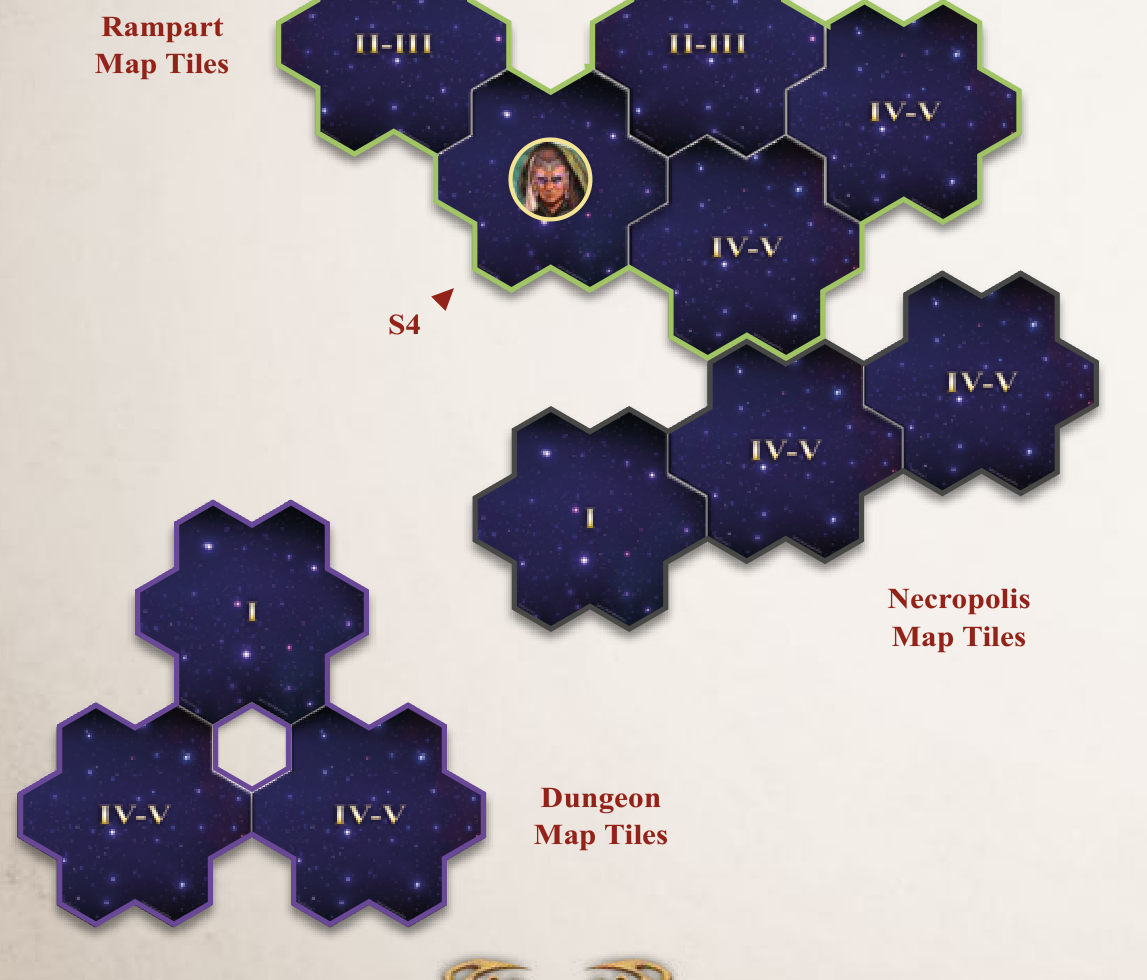 Rampart
Map Tiles
II-III
II-III
IV-V
IV-V
S4
IV-V
IV-V
I
I
Necropolis
Map Tiles
IV-V
IV-V
Dungeon
Map Tiles